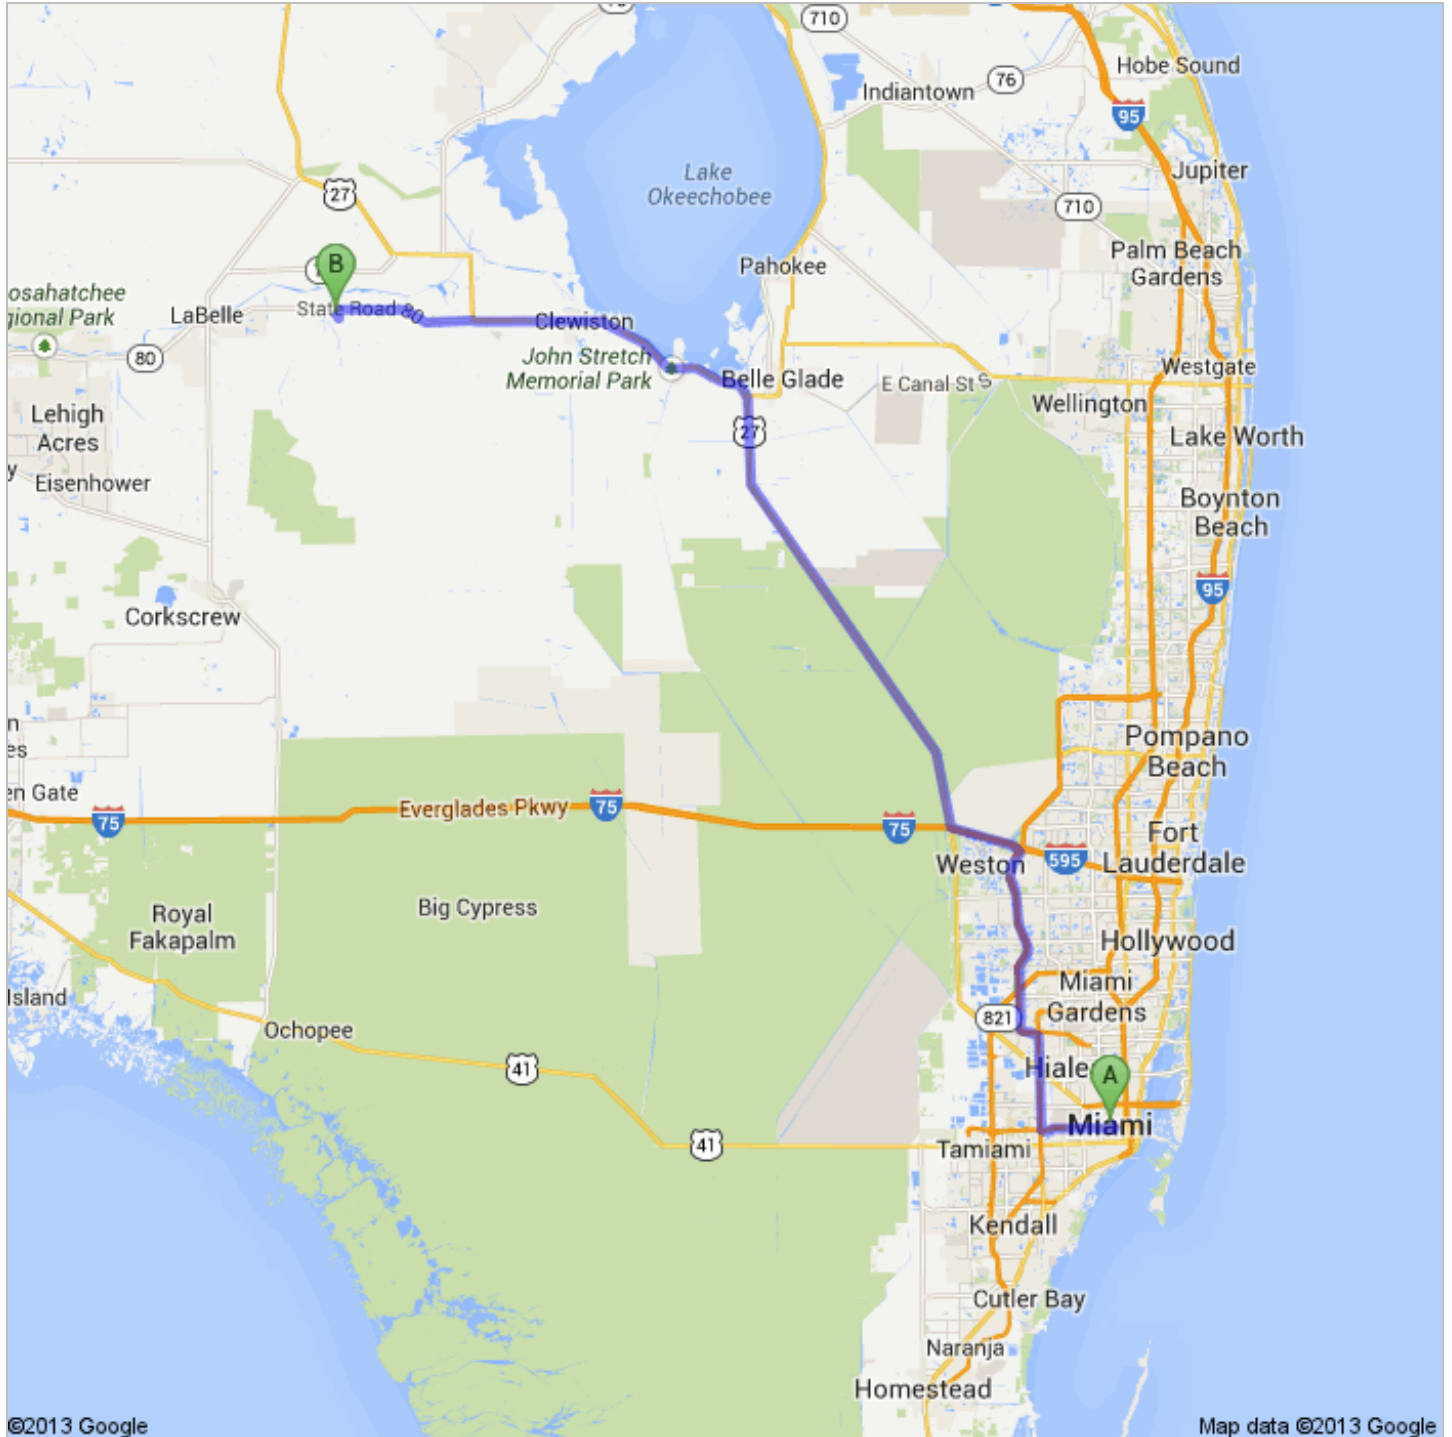 710
76
Hobe Sound
Indiantown
95
Jupiter
Lake
Okeechobee
27
710
Palm Beach
Gardens
Pahokee
B
osahatchee
gional Park
LaBelle
State Road 80
Clewiston
80
John Stretch
Memorial Park
Belle Glade
E Canal St S
Westgate
Wellington
Lehigh
Acres
27
Lake Worth
y
Eisenhower
Boynton
Beach
95
Corkscrew
n
es
Pompano
Beach
en Gate
75
Everglades Pkwy
75
75
Fort
Lauderdale
Weston
595
Big Cypress
Royal
Fakapalm
Hollywood
Island
Miami
Gardens
821
Ochopee
41
Hiale
A
Miami
41
Tamiami
Kendall
Cutler Bay
Naranja
Homestead
©2013 Google
Map data ©2013 Google